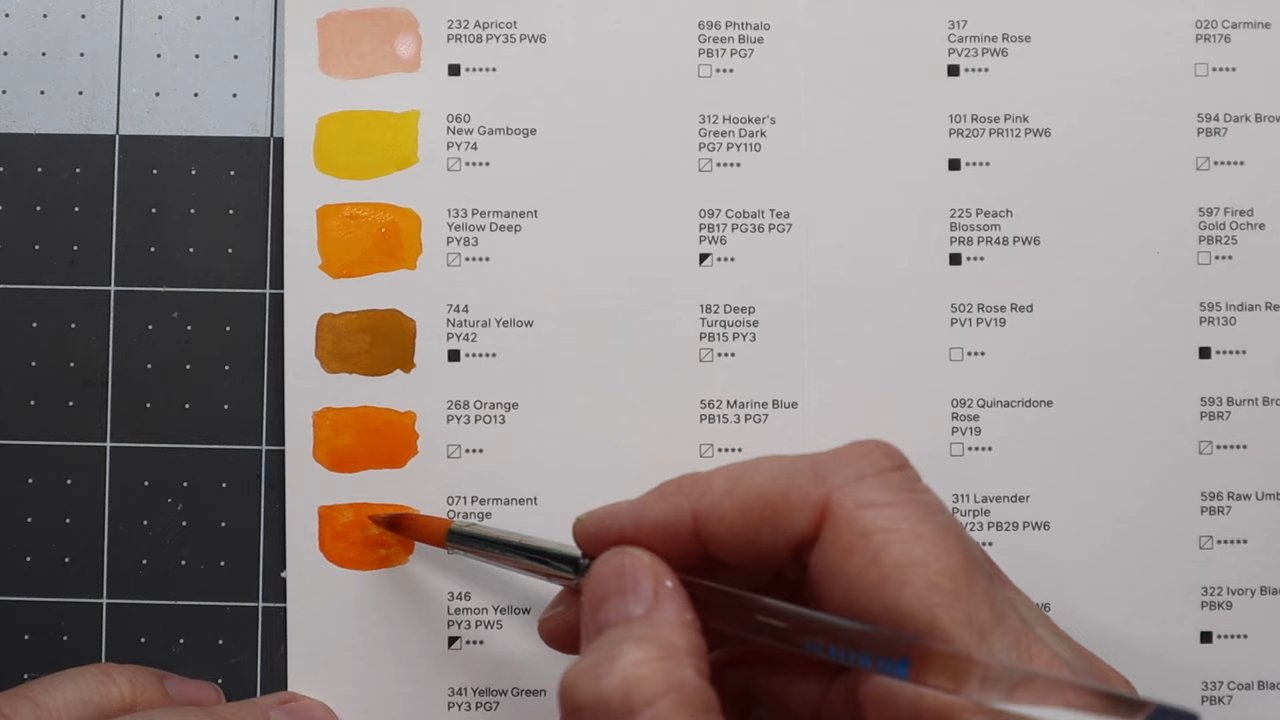 232 Apricot
PR108 PY35 PW6
*****
060
New Gamboge
PY74
****
133 Permanent
Yellow Deep
PY83
****
744
Natural Yellow
PY42
*****
268 Orange
PY3 PO13
***
071 Permanent
Orange
346
Lemon Yellow
PY3 PW5
***
341 Yellow Green
PY3 PG7
696 Phthalo
Green Blue
PB17 PG7
***
312 Hooker's
Green Dark
PG7 PY110
****
097 Cobalt Tea
PB17 PG36 PG7
PW6
***
182 Deep
Turquoise
PB15 PY3
***
562 Marine Blue
PB15.3 PG7
****
317
Carmine Rose
PV23 PW6
****
101 Rose Pink
PR207 PR112 PW6
****
225 Peach
Blossom
PR8 PR48 PW6
***
502 Rose Red
PV1 PV19
***
092 Quinacridone
Rose
PV19
****
311 Lavender
Purple
V23 PB29 PW6
**
W6
020 Carmine
PR176
****
594 Dark Brow
PBR7
*****
597 Fired
Gold Ochre
PBR25
***
595 Indian Re
PR130
*****
593 Burnt Bro
PBR7
*****
596 Raw Umb
PBR7
*****
322 Ivory Bla
PBK9
*****
337 Coal Blac
PBK7